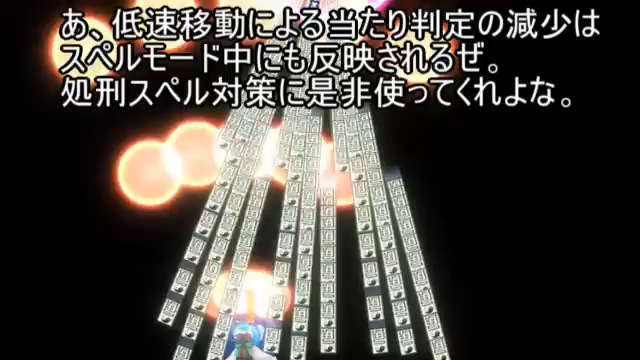 あ、低速移動による当たり判定の減少は
スペルモード中にも反映されるぜ。
処刑スペル対策に是非使ってくれよな。